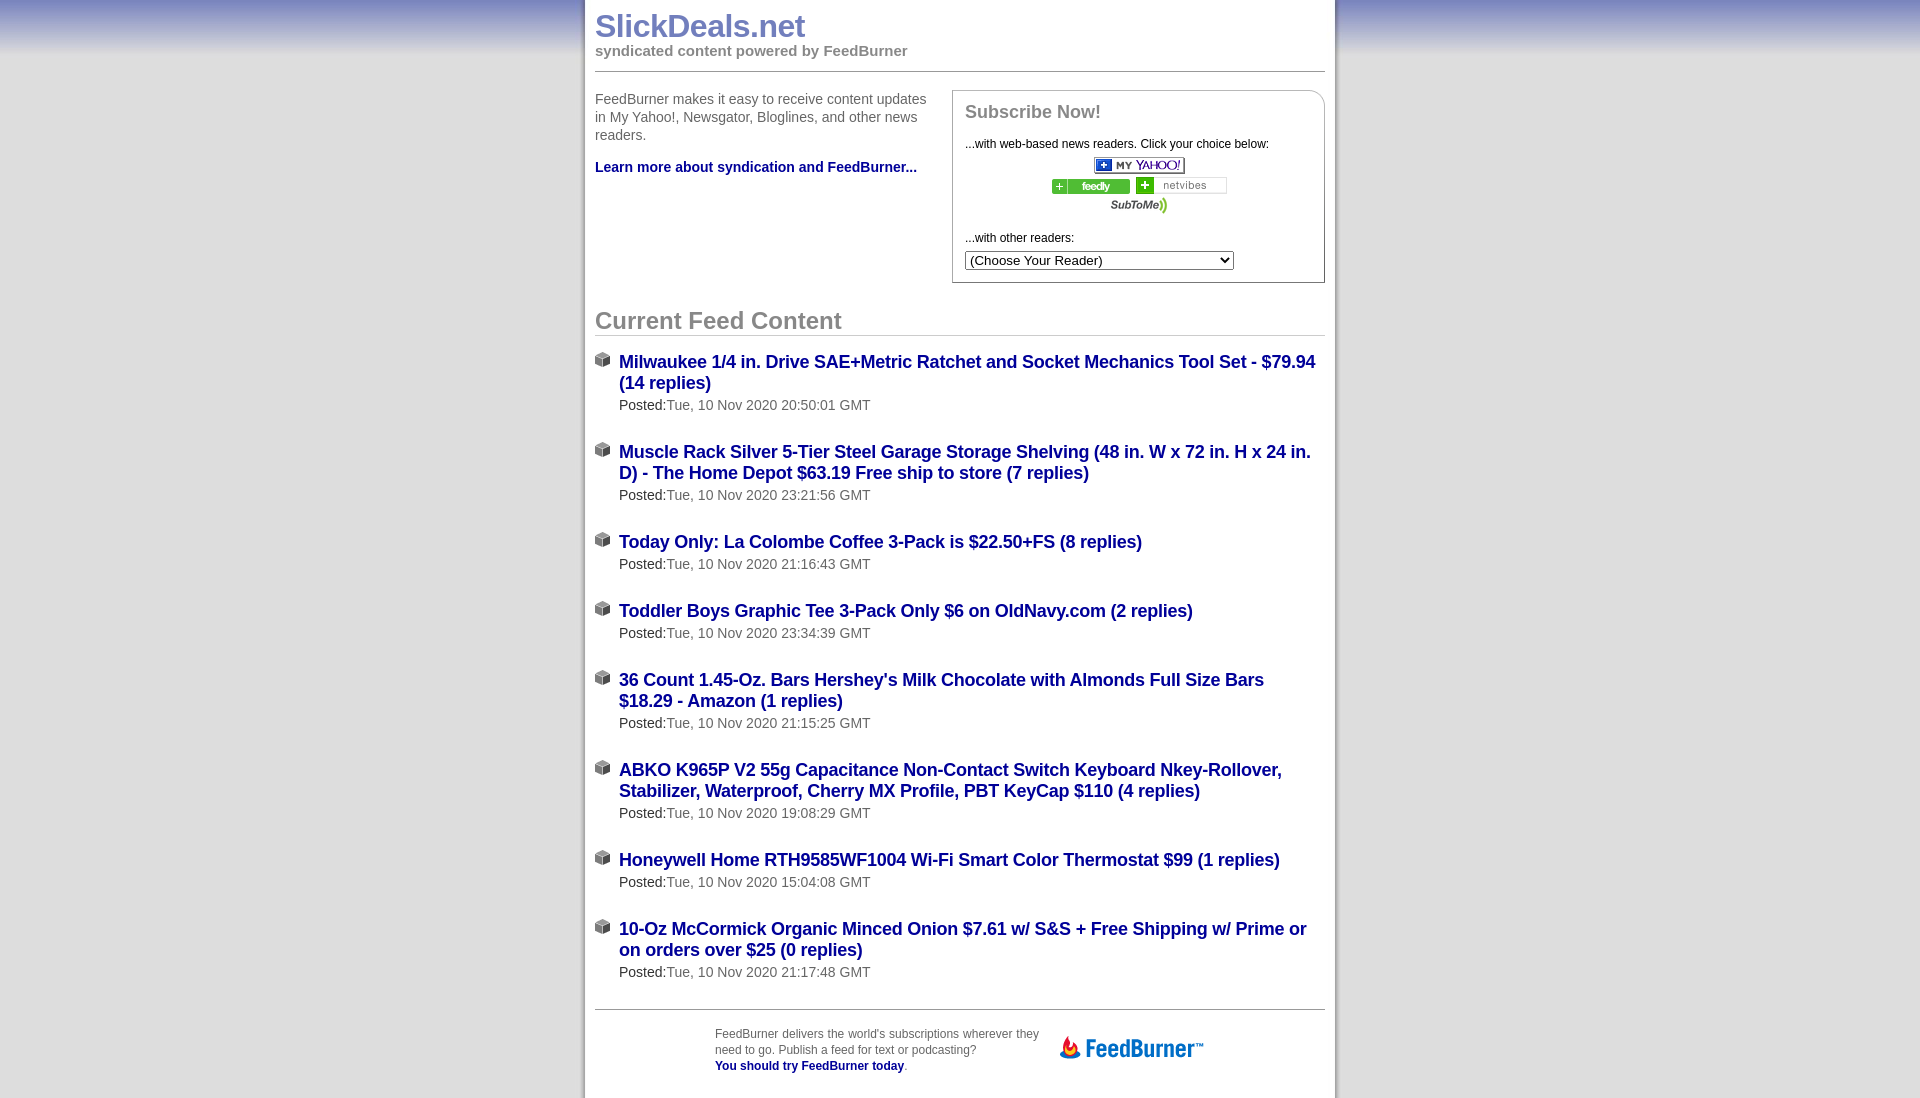 SlickDeals.net
syndicated content powered by FeedBurner
FeedBurner makes it easy to receive content updates
in My Yahoo!, Newsgator, Bloglines, and other news
readers.
Learn more about syndication and FeedBurner...
Subscribe Now!
...with web-based news readers. Click your choice below:
MY YAHOO!
feedly
netvibes
SubToMe
...with other readers:
(Choose Your Reader)
Current Feed Content
Milwaukee 1/4 in. Drive SAE+Metric Ratchet and Socket Mechanics Tool Set - $79.94
(14 replies)
Posted:Tue, 10 Nov 2020 20:50:01 GMT
Muscle Rack Silver 5-Tier Steel Garage Storage Shelving (48 in. W x 72 in. H x 24 in.
D) - The Home Depot $63.19 Free ship to store (7 replies)
Posted:Tue, 10 Nov 2020 23:21:56 GMT
Today Only: La Colombe Coffee 3-Pack is $22.50+FS (8 replies)
Posted:Tue, 10 Nov 2020 21:16:43 GMT
Toddler Boys Graphic Tee 3-Pack Only $6 on OldNavy.com (2 replies)
Posted:Tue, 10 Nov 2020 23:34:39 GMT
36 Count 1.45-Oz. Bars Hershey's Milk Chocolate with Almonds Full Size Bars
$18.29 - Amazon (1 replies)
Posted:Tue, 10 Nov 2020 21:15:25 GMT
ABKO K965P V2 55g Capacitance Non-Contact Switch Keyboard Nkey-Rollover,
Stabilizer, Waterproof, Cherry MX Profile, PBT KeyCap $110 (4 replies)
Posted:Tue, 10 Nov 2020 19:08:29 GMT
Honeywell Home RTH9585WF1004 Wi-Fi Smart Color Thermostat $99 (1 replies)
Posted:Tue, 10 Nov 2020 15:04:08 GMT
10-Oz McCormick Organic Minced Onion $7.61 w/ S&S + Free Shipping w/ Prime or
on orders over $25 (0 replies)
Posted:Tue, 10 Nov 2020 21:17:48 GMT
FeedBurner delivers the world's subscriptions wherever they
need to go. Publish a feed for text or podcasting?
You should try FeedBurner today.
FeedBurner™